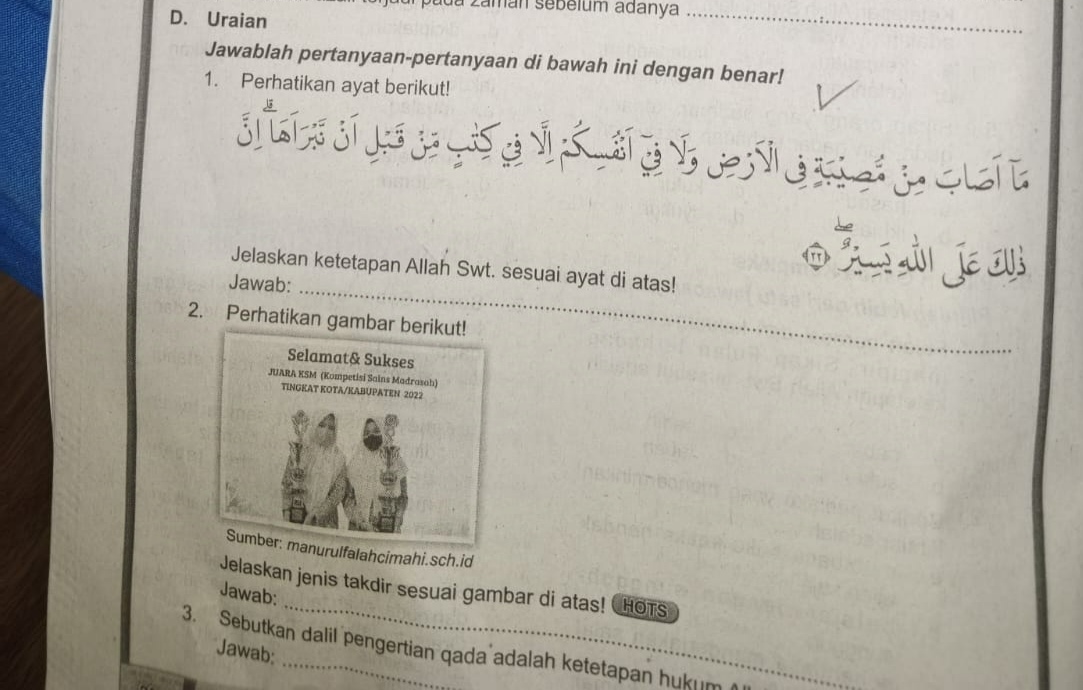 pada zaman sebelum adanya
D. Uraian
Jawablah pertanyaan-pertanyaan di bawah ini dengan benar!
1. Perhatikan ayat berikut!
مَآ اَصَابَ مِنْ مُّصِيْبَةٍ فِى الْاَرْضِ وَلَا فِيْٓ اَنْفُسِكُمْ اِلَّا فِيْ كِتٰبٍ مِّنْ قَبْلِ اَنْ نَّبْرَاَهَا ۗاِنَّ
ذٰلِكَ عَلَى اللّٰهِ يَسِيْرٌۖ ﴿٢٢﴾
Jelaskan ketetapan Allah Swt. sesuai ayat di atas!
Jawab:
2. Perhatikan gambar berikut!
Selamat& Sukses
JUARA KSM (Kompetisi Sains Madrasah)
TINGKAT KOTA/KABUPATEN 2022
Sumber: manurulfalahcimahi.sch.id
Jelaskan jenis takdir sesuai gambar di atas! HOTS
Jawab:
3. Sebutkan dalil pengertian qada adalah ketetapan hukum
Jawab: